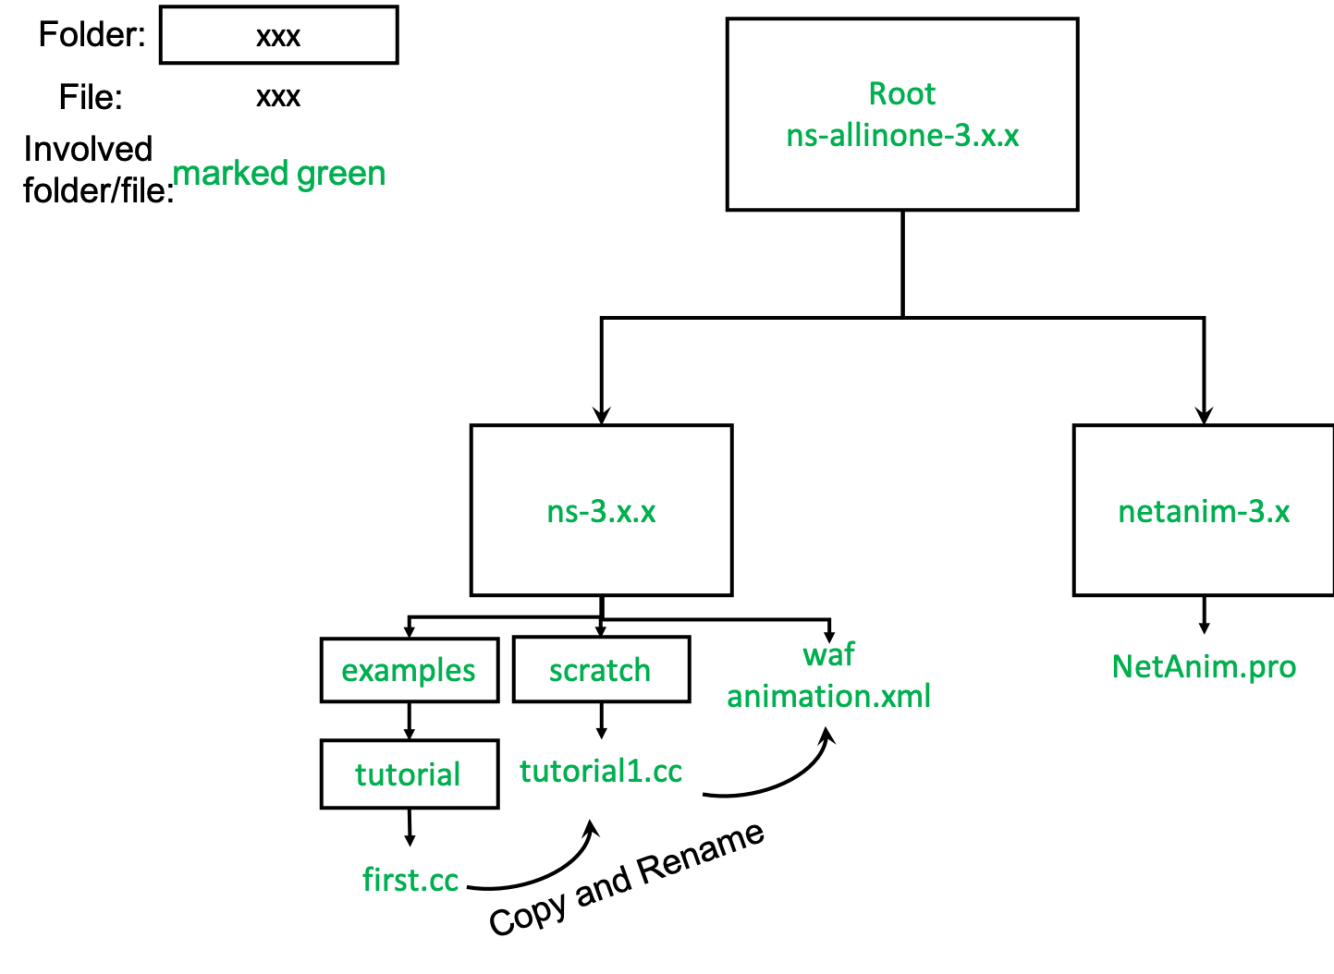 Folder: xxx
File: xxx
Involved
folder/file: marked green
Root
ns-allinone-3.x.x
ns-3.x.x
netanim-3.x
examples
scratch
waf
animation.xml
NetAnim.pro
tutorial
tutorial1.cc
first.cc
Copy and Rename